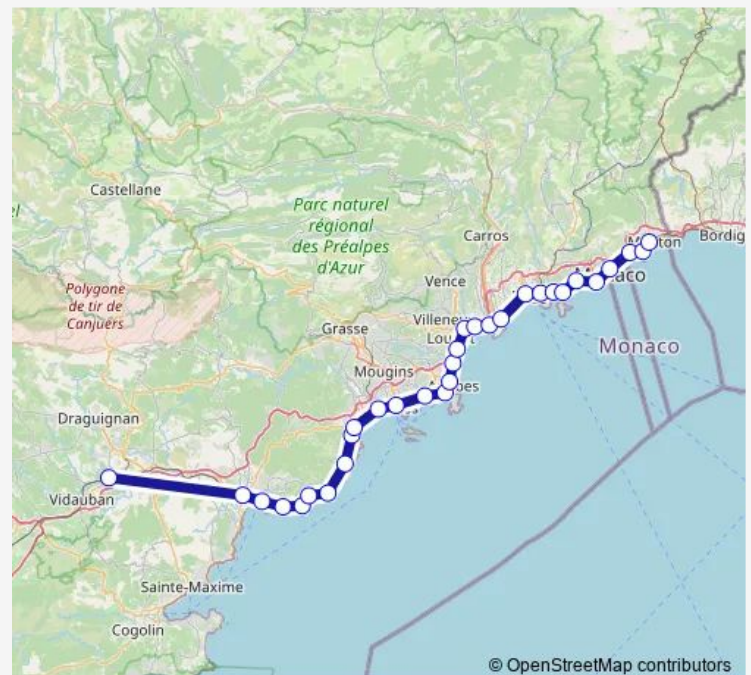 Castellane
el
Parc naturel
régional
des Préalpes
d'Azur
Carros
Bordig
Polygone
de tir de
Canjuers
Vence
Grasse
Monaco
Mougins
Draguignan
Vidauban
Sainte-Maxime
Cogolin
© OpenStreetMap contributors